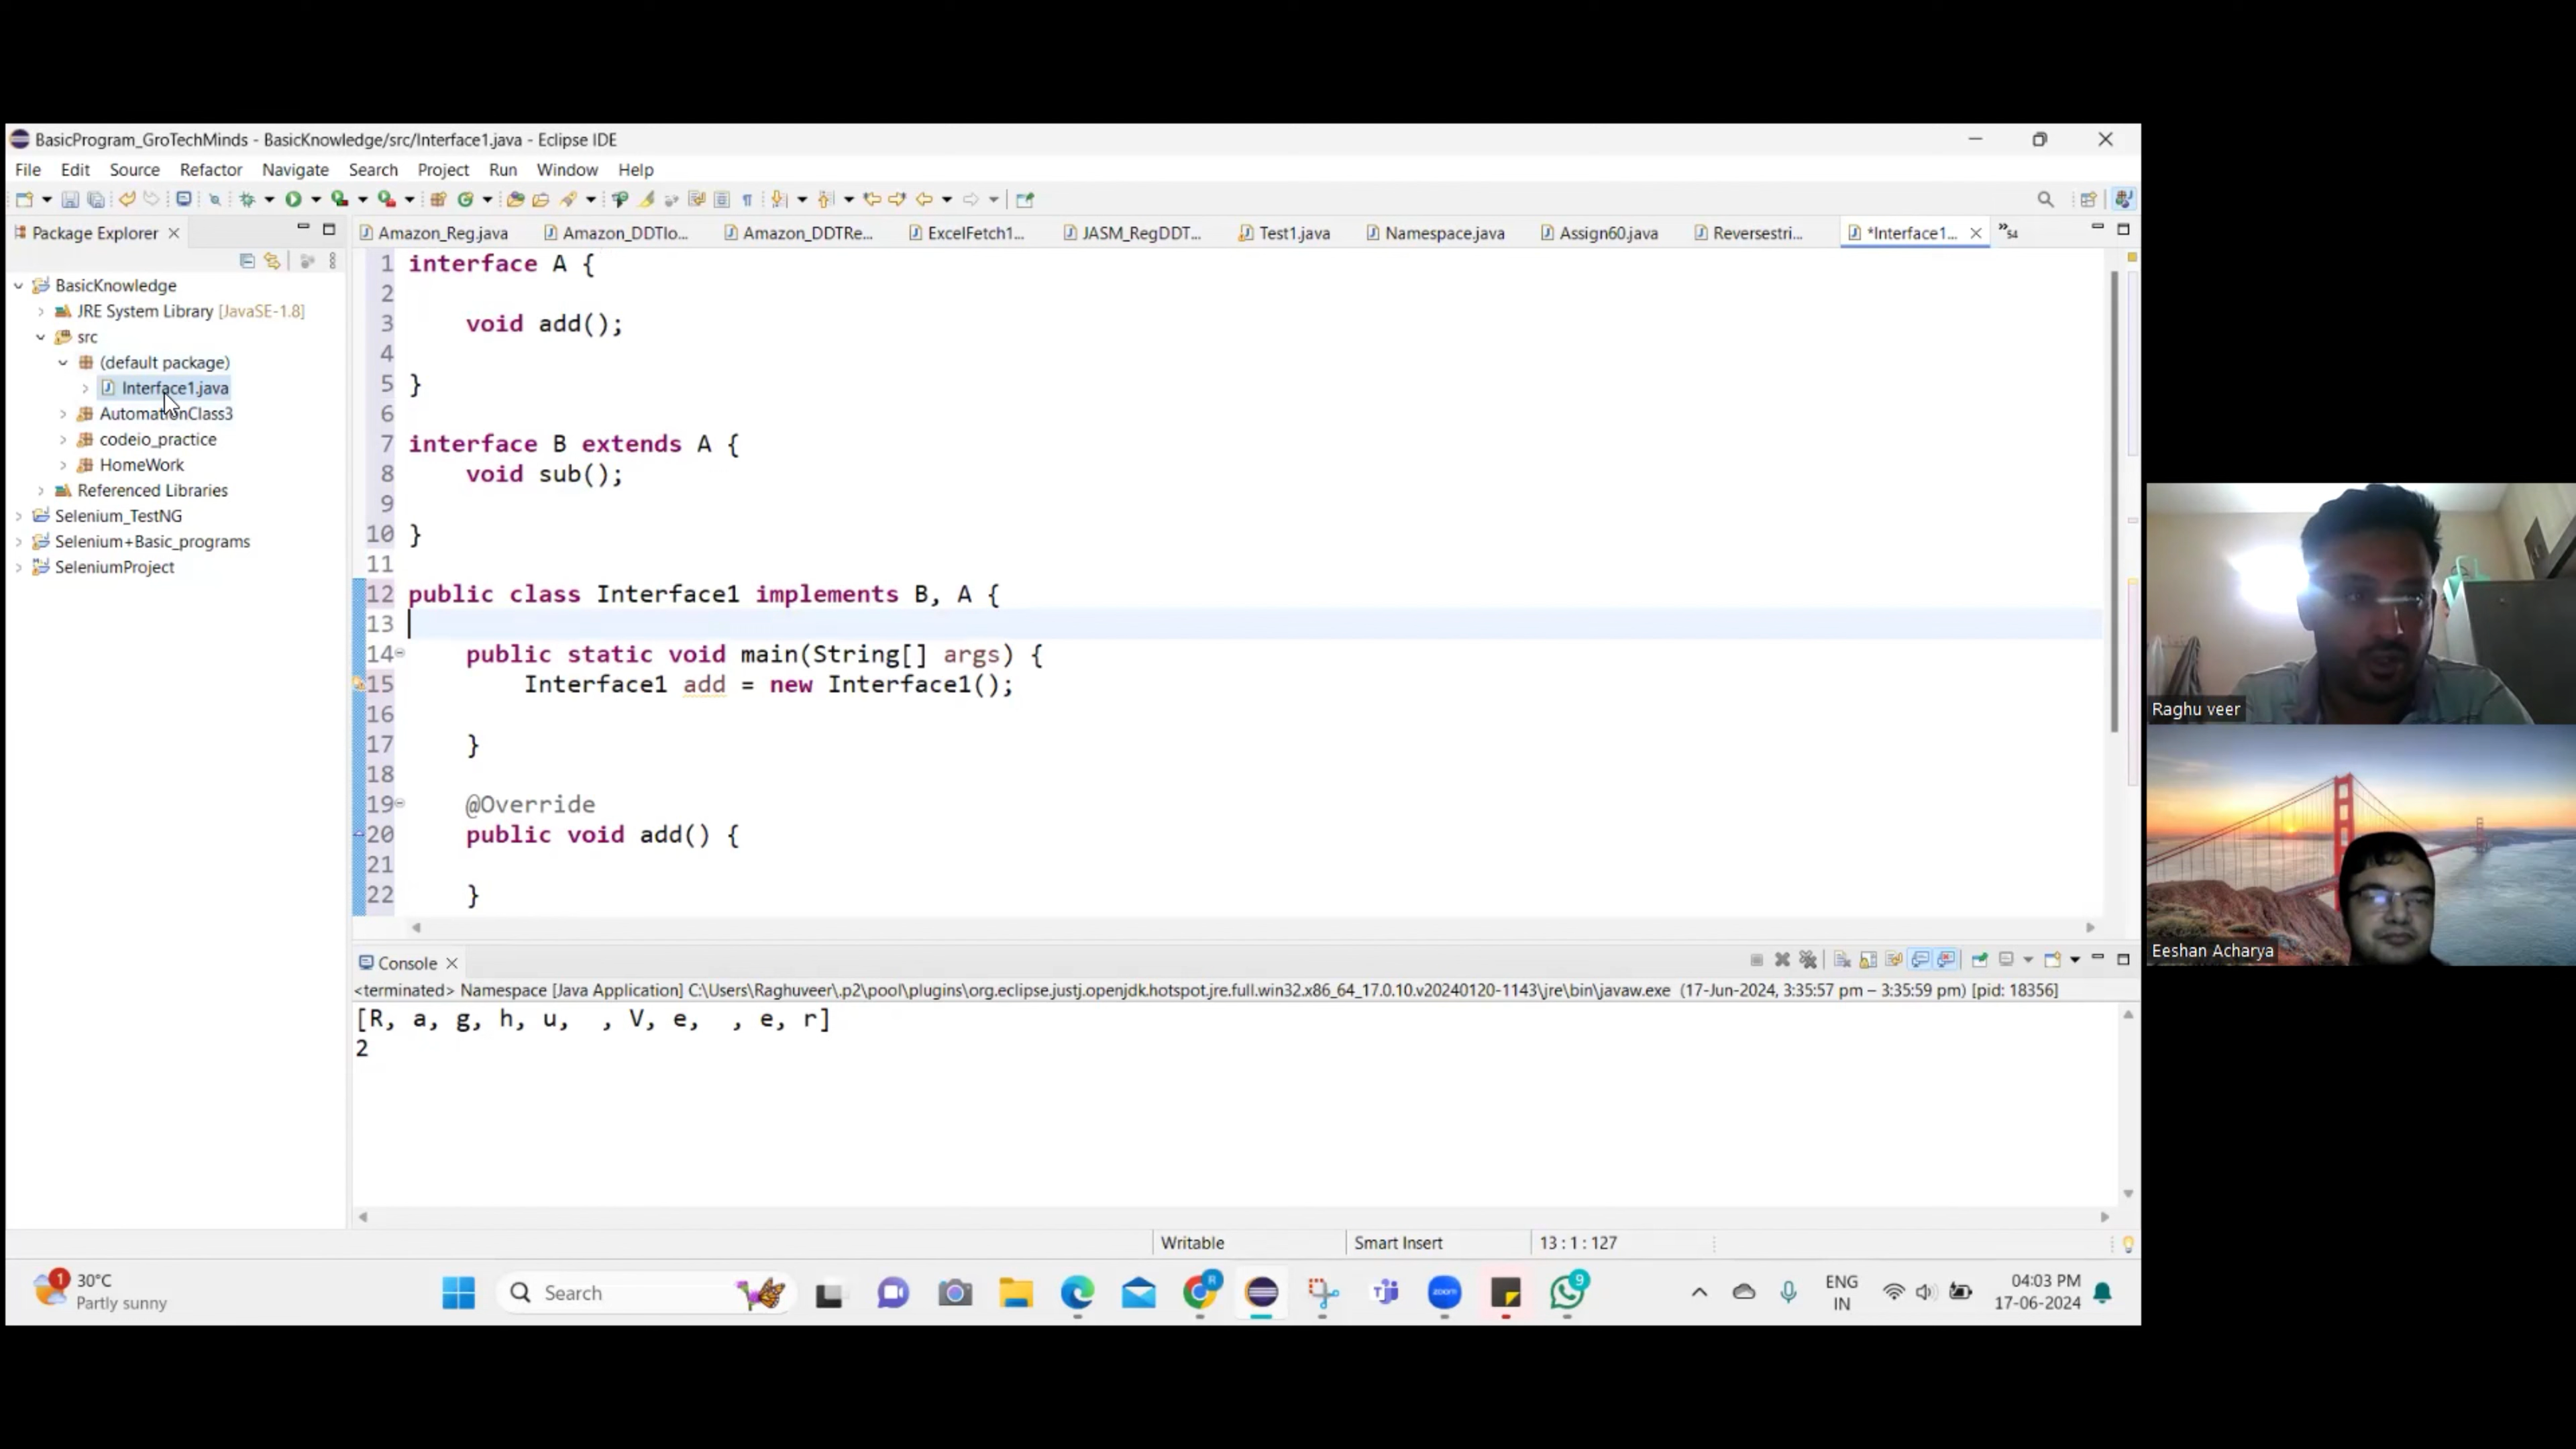 BasicProgram_GroTechMinds - BasicKnowledge/src/Interface1.java - Eclipse IDE
File Edit Source Refactor Navigate Search Project Run Window Help
Package Explorer
Amazon_Reg.java Amazon_DDTIo... Amazon_DDTRe... ExcelFetch1... JASM_RegDDT... Test1.java Namespace.java Assign60.java Reversestri... *Interface1... »54
BasicKnowledge
JRE System Library [JavaSE-1.8]
src
(default package)
Interface1.java
AutomationClass3
codeio_practice
HomeWork
Referenced Libraries
Selenium_TestNG
Selenium+Basic_programs
SeleniumProject
1 interface A {
2
3 void add();
4
5 }
6
7 interface B extends A {
8 void sub();
9
10 }
11
12 public class Interface1 implements B, A {
13
14 public static void main(String[] args) {
15 Interface1 add = new Interface1();
16
17 }
18
19 @Override
20 public void add() {
21
22 }
Console
<terminated> Namespace [Java Application] C:\Users\Raghuveer\.p2\pool\plugins\org.eclipse.justj.openjdk.hotspot.jre.full.win32.x86_64_17.0.10.v20240120-1143\jre\bin\javaw.exe (17-Jun-2024, 3:35:57 pm – 3:35:59 pm) [pid: 18356]
[R, a, g, h, u,  , V, e,  , e, r]
2
Writable Smart Insert 13 : 1 : 127
Raghu veer
Eeshan Acharya
1
30°C
Partly sunny
Search
R
zoom
9
ENG
IN
04:03 PM
17-06-2024